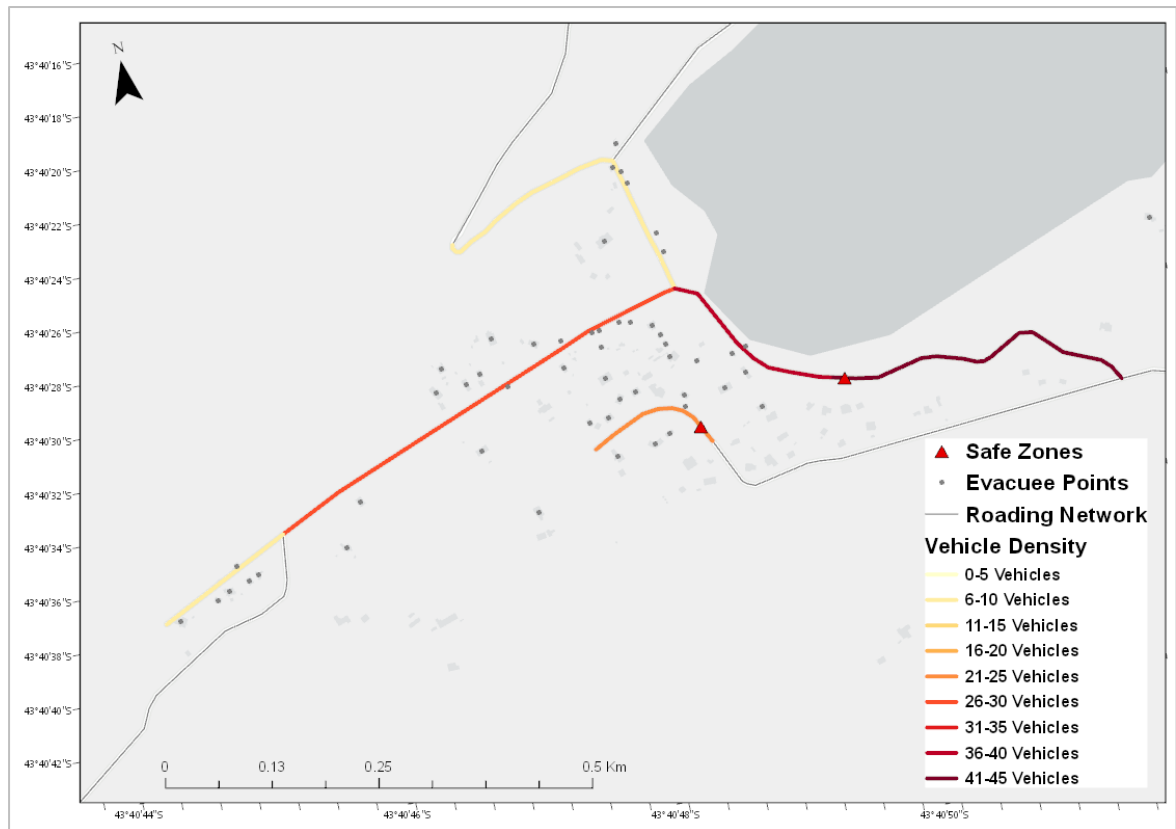 N
43°40'16"S
43°40'18"S
43°40'20"S
43°40'22"S
43°40'24"S
43°40'26"S
43°40'28"S
43°40'30"S
43°40'32"S
43°40'34"S
43°40'36"S
43°40'38"S
43°40'40"S
43°40'42"S
Safe Zones
Evacuee Points
Roading Network
Vehicle Density
0-5 Vehicles
6-10 Vehicles
11-15 Vehicles
16-20 Vehicles
21-25 Vehicles
26-30 Vehicles
31-35 Vehicles
36-40 Vehicles
41-45 Vehicles
0 0.13 0.25 0.5 Km
43°40'44"S 43°40'46"S 43°40'48"S 43°40'50"S